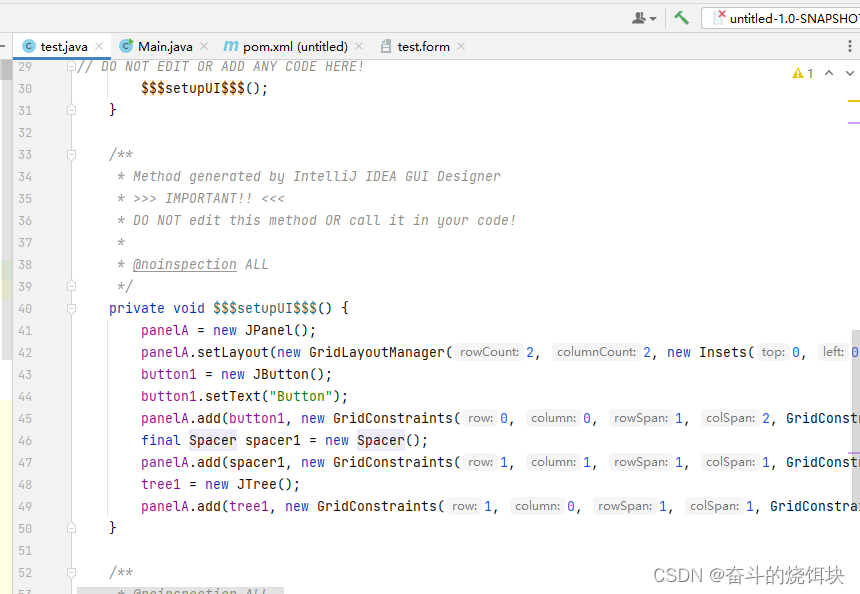 untitled-1.0-SNAPSHOT
test.java
Main.java
pom.xml (untitled)
test.form
29 // DO NOT EDIT OR ADD ANY CODE HERE!
1
30 $$$setupUI$$$();
31 }
32
33 /**
34 * Method generated by IntelliJ IDEA GUI Designer
35 * >>> IMPORTANT!! <<<
36 * DO NOT edit this method OR call it in your code!
37 *
38 * @noinspection ALL
39 */
40 private void $$$setupUI$$$() {
41 panelA = new JPanel();
42 panelA.setLayout(new GridLayoutManager( rowCount: 2, columnCount: 2, new Insets( top: 0, left: 0
43 button1 = new JButton();
44 button1.setText("Button");
45 panelA.add(button1, new GridConstraints( row: 0, column: 0, rowSpan: 1, colSpan: 2, GridConstr
46 final Spacer spacer1 = new Spacer();
47 panelA.add(spacer1, new GridConstraints( row: 1, column: 1, rowSpan: 1, colSpan: 1, GridConstr
48 tree1 = new JTree();
49 panelA.add(tree1, new GridConstraints( row: 1, column: 0, rowSpan: 1, colSpan: 1, GridConstra
50 }
51
52 /**
53 * @noinspection ALL
CSDN @奋斗的烧饵块